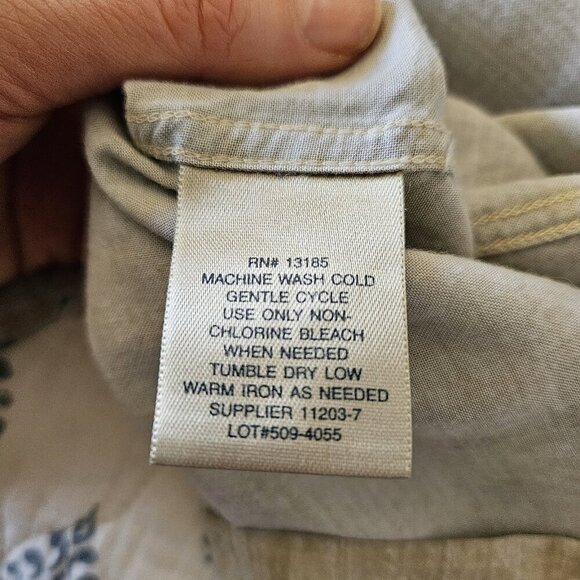 RN# 13185
MACHINE WASH COLD
GENTLE CYCLE
USE ONLY NON-
CHLORINE BLEACH
WHEN NEEDED
TUMBLE DRY LOW
WARM IRON AS NEEDED
SUPPLIER 11203-7
LOT#509-4055